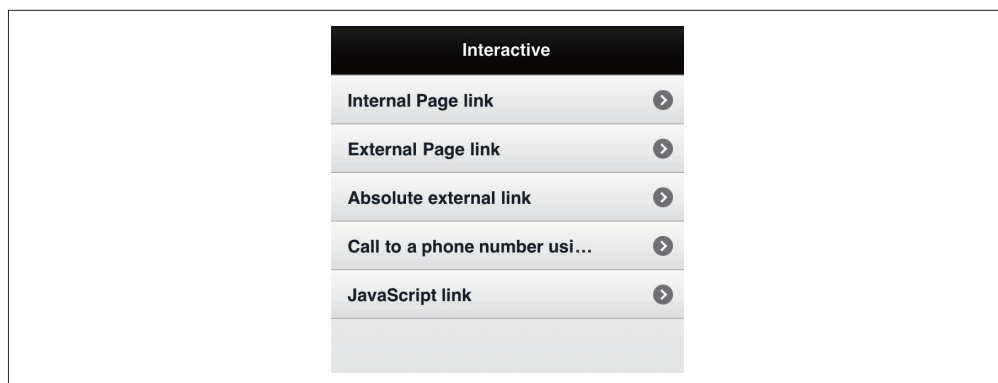 Interactive
Internal Page link
External Page link
Absolute external link
Call to a phone number usi...
JavaScript link